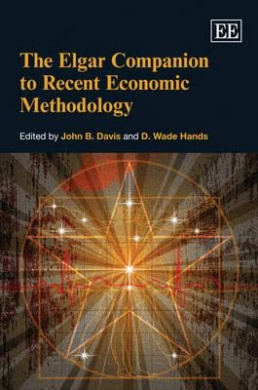 EE
The Elgar Companion
to Recent Economic
Methodology
Edited by John B. Davis and D. Wade Hands